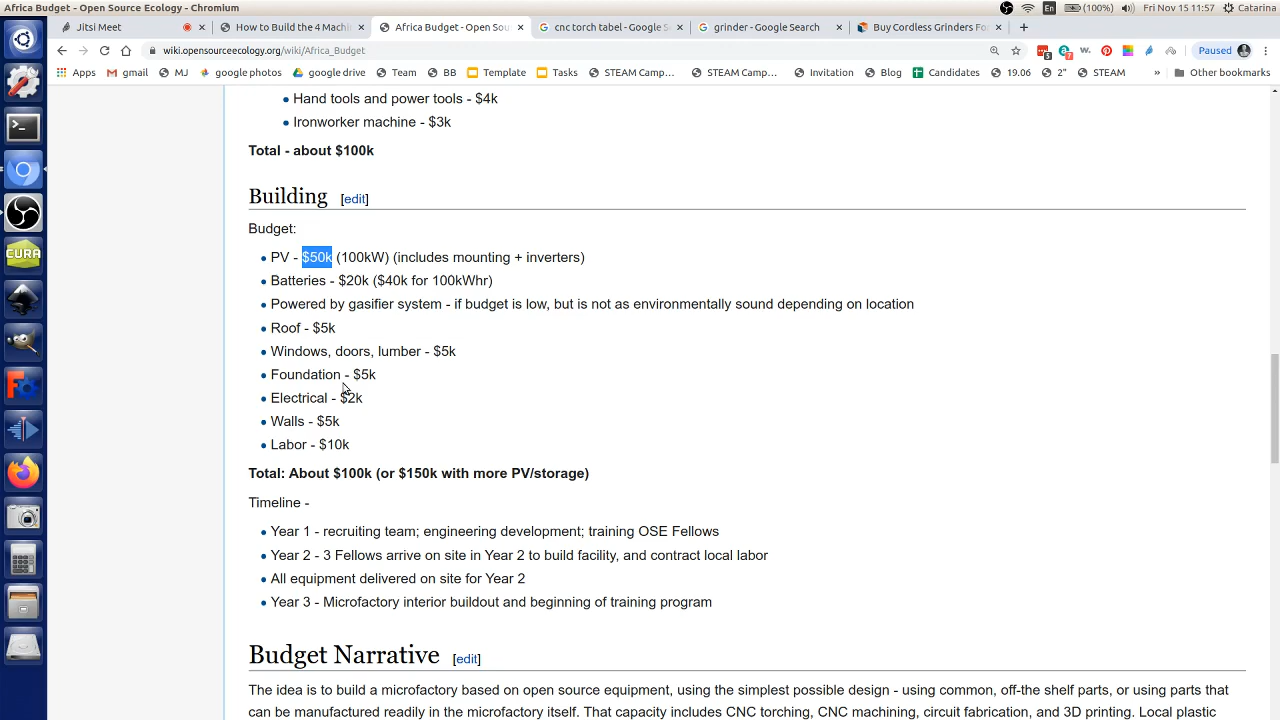 Africa Budget - Open Source Ecology - Chromium
En (100%) Fri Nov 15 11:57 Catarina
Jitsi Meet
How to Build the 4 Machi
Africa Budget - Open Sou
cnc torch tabel - Google S
grinner - Google Search
Buy Cordless Grinders Fo
wiki.opensourceecology.org/wiki/Africa_Budget
Paused
Apps gmail MJ google photos google drive Team BB Template Tasks STEAM Camp... STEAM Camp... Invitation Blog Candidates 19.06 2" STEAM » Other bookmarks
Hand tools and power tools - $4k
Ironworker machine - $3k
Total - about $100k
Building [edit]
Budget:
PV - $50k (100kW) (includes mounting + inverters)
Batteries - $20k ($40k for 100kWhr)
Powered by gasifier system - if budget is low, but is not as environmentally sound depending on location
Roof - $5k
Windows, doors, lumber - $5k
Foundation - $5k
Electrical - $2k
Walls - $5k
Labor - $10k
Total: About $100k (or $150k with more PV/storage)
Timeline -
Year 1 - recruiting team; engineering development; training OSE Fellows
Year 2 - 3 Fellows arrive on site in Year 2 to build facility, and contract local labor
All equipment delivered on site for Year 2
Year 3 - Microfactory interior buildout and beginning of training program
Budget Narrative [edit]
The idea is to build a microfactory based on open source equipment, using the simplest possible design - using common, off-the shelf parts, or using parts that
can be manufactured readily in the microfactory itself. That capacity includes CNC torching, CNC machining, circuit fabrication, and 3D printing. Local plastic
CURA